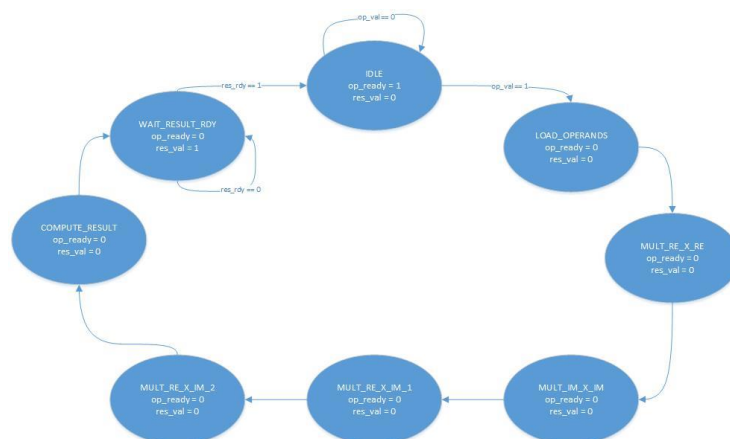 op_val== 0
IDLE
op_ready = 1
res_val = 0
res_rdy == 1
op_val== 1
WAIT_RESULT_RDY
op_ready = 0
res_val = 1
res_rdy == 0
LOAD_OPERANDS
op_ready = 0
res_val = 0
COMPUTE_RESULT
op_ready = 0
res_val = 0
MULT_RE_X_RE
op_ready = 0
res_val = 0
MULT_RE_X_IM_2
op_ready = 0
res_val = 0
MULT_RE_X_IM_1
op_ready = 0
res_val = 0
MULT_IM_X_IM
op_ready = 0
res_val = 0